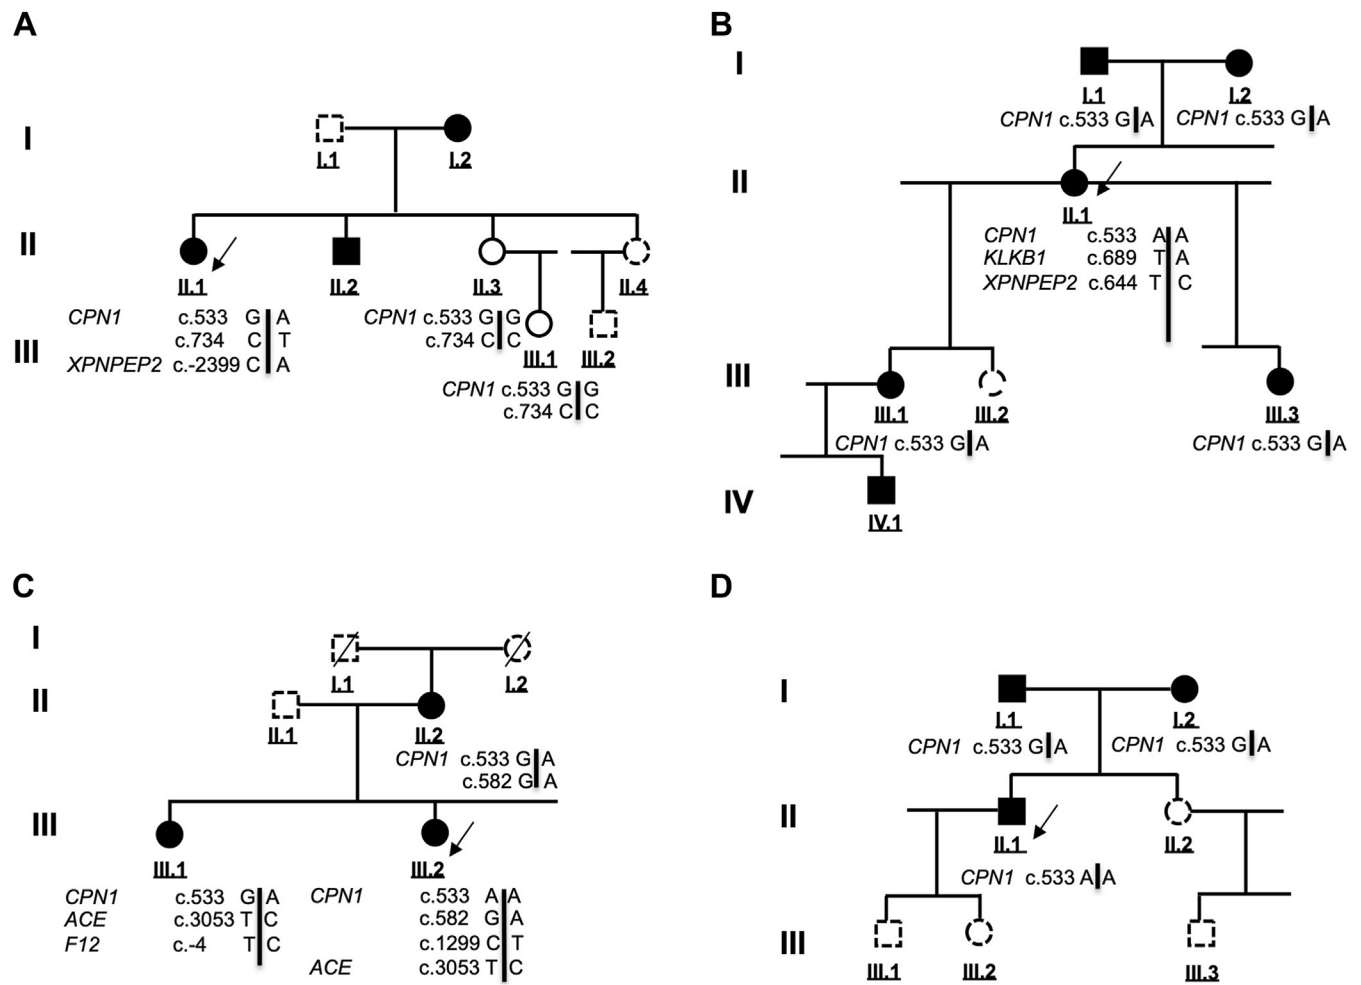 A
I
I.1 I.2
II
II.1 II.2 II.3 II.4
CPN1 c.533 G A
c.734 C T
XPNPEP2 c.-2399 C A
CPN1 c.533 G G
c.734 C C
III
III.1 III.2
CPN1 c.533 G G
c.734 C C
B
I
I.1 I.2
CPN1 c.533 G A CPN1 c.533 G A
II
II.1
CPN1 c.533 A A
KLKB1 c.689 T A
XPNPEP2 c.644 T C
III
III.1 III.2 III.3
CPN1 c.533 G A CPN1 c.533 G A
IV
IV.1
C
I
I.1 I.2
II
II.1 II.2
CPN1 c.533 G A
c.582 G A
III
III.1 III.2
CPN1 c.533 G A
ACE c.3053 T C
F12 c.-4 T C
CPN1 c.533 A A
c.582 G A
c.1299 C T
ACE c.3053 T C
D
I
I.1 I.2
CPN1 c.533 G A CPN1 c.533 G A
II
II.1 II.2
CPN1 c.533 A A
III
III.1 III.2 III.3